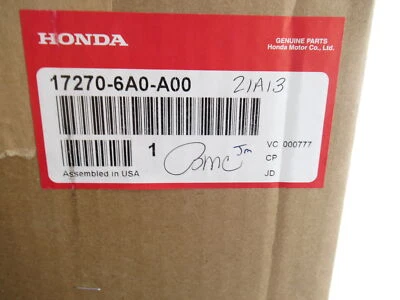 HONDA
GENUINE PARTS
Honda Motor Co., Ltd.
17270-6A0-A00 21A13
1 VC 000777
CP
Jm
JD
Assembled in USA